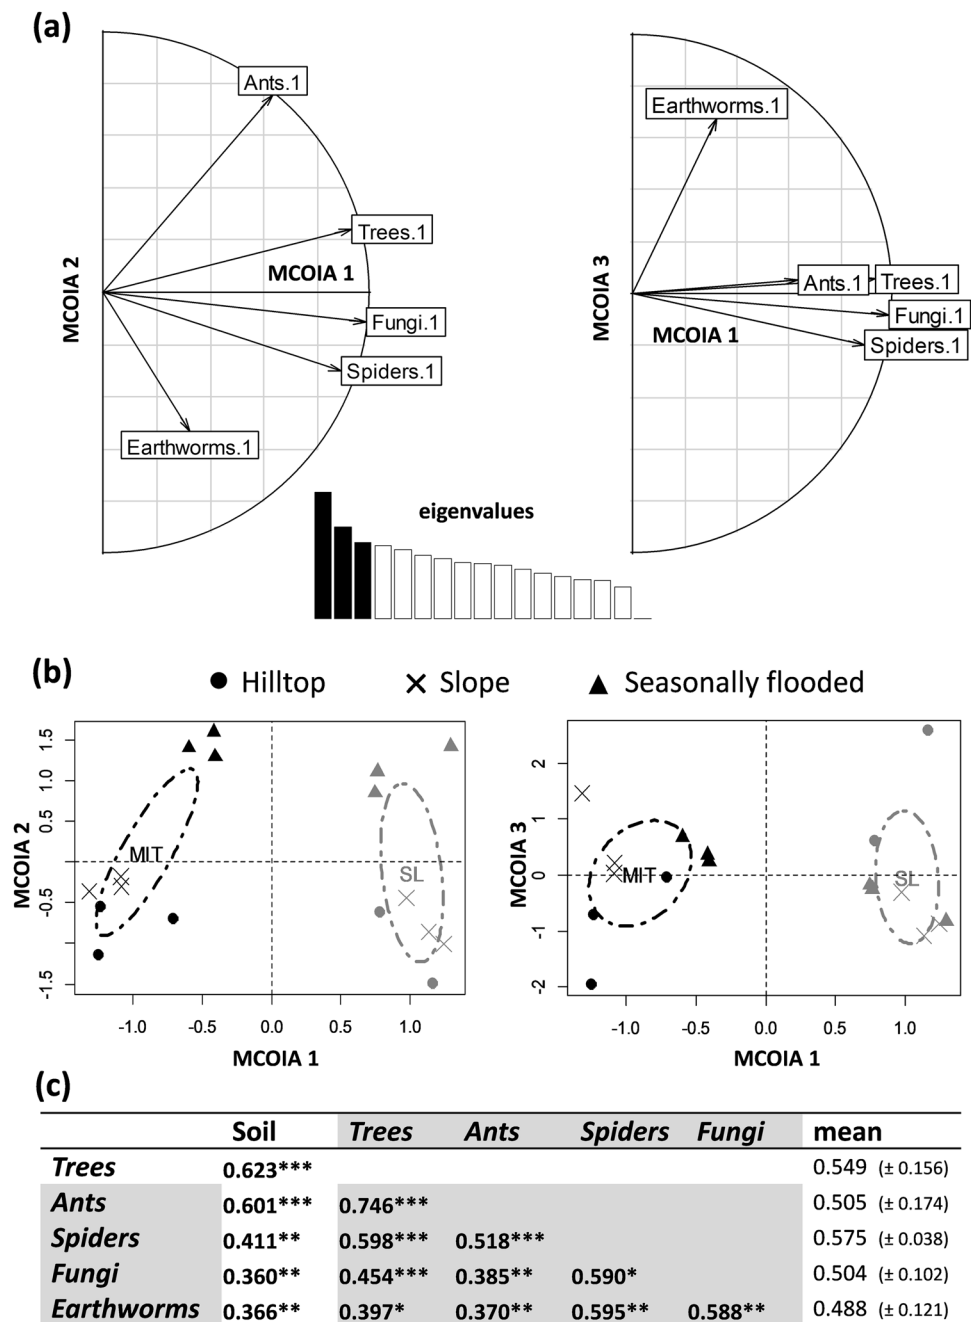 (a)
Ants.1
Trees.1
MCOIA 1
MCOIA 2
Fungi.1
Spiders.1
Earthworms.1
Earthworms.1
Ants.1
Trees.1
MCOIA 3
Fungi.1
MCOIA 1
Spiders.1
eigenvalues
(b)
Hilltop
Slope
Seasonally flooded
1.5
1.0
0.5
-0.5
-1.5
MCOIA 2
MIT
SL
-1.0
-0.5
0.0
0.5
1.0
MCOIA 1
2
1
0
-1
-2
MCOIA 3
MIT
SL
-1.0
-0.5
0.0
0.5
1.0
MCOIA 1
(c)
Soil Trees Ants Spiders Fungi mean
Trees 0.623*** 0.549 (± 0.156)
Ants 0.601*** 0.746*** 0.505 (± 0.174)
Spiders 0.411** 0.598*** 0.518*** 0.575 (± 0.038)
Fungi 0.360** 0.454*** 0.385** 0.590* 0.504 (± 0.102)
Earthworms 0.366** 0.397* 0.370** 0.595** 0.588** 0.488 (± 0.121)